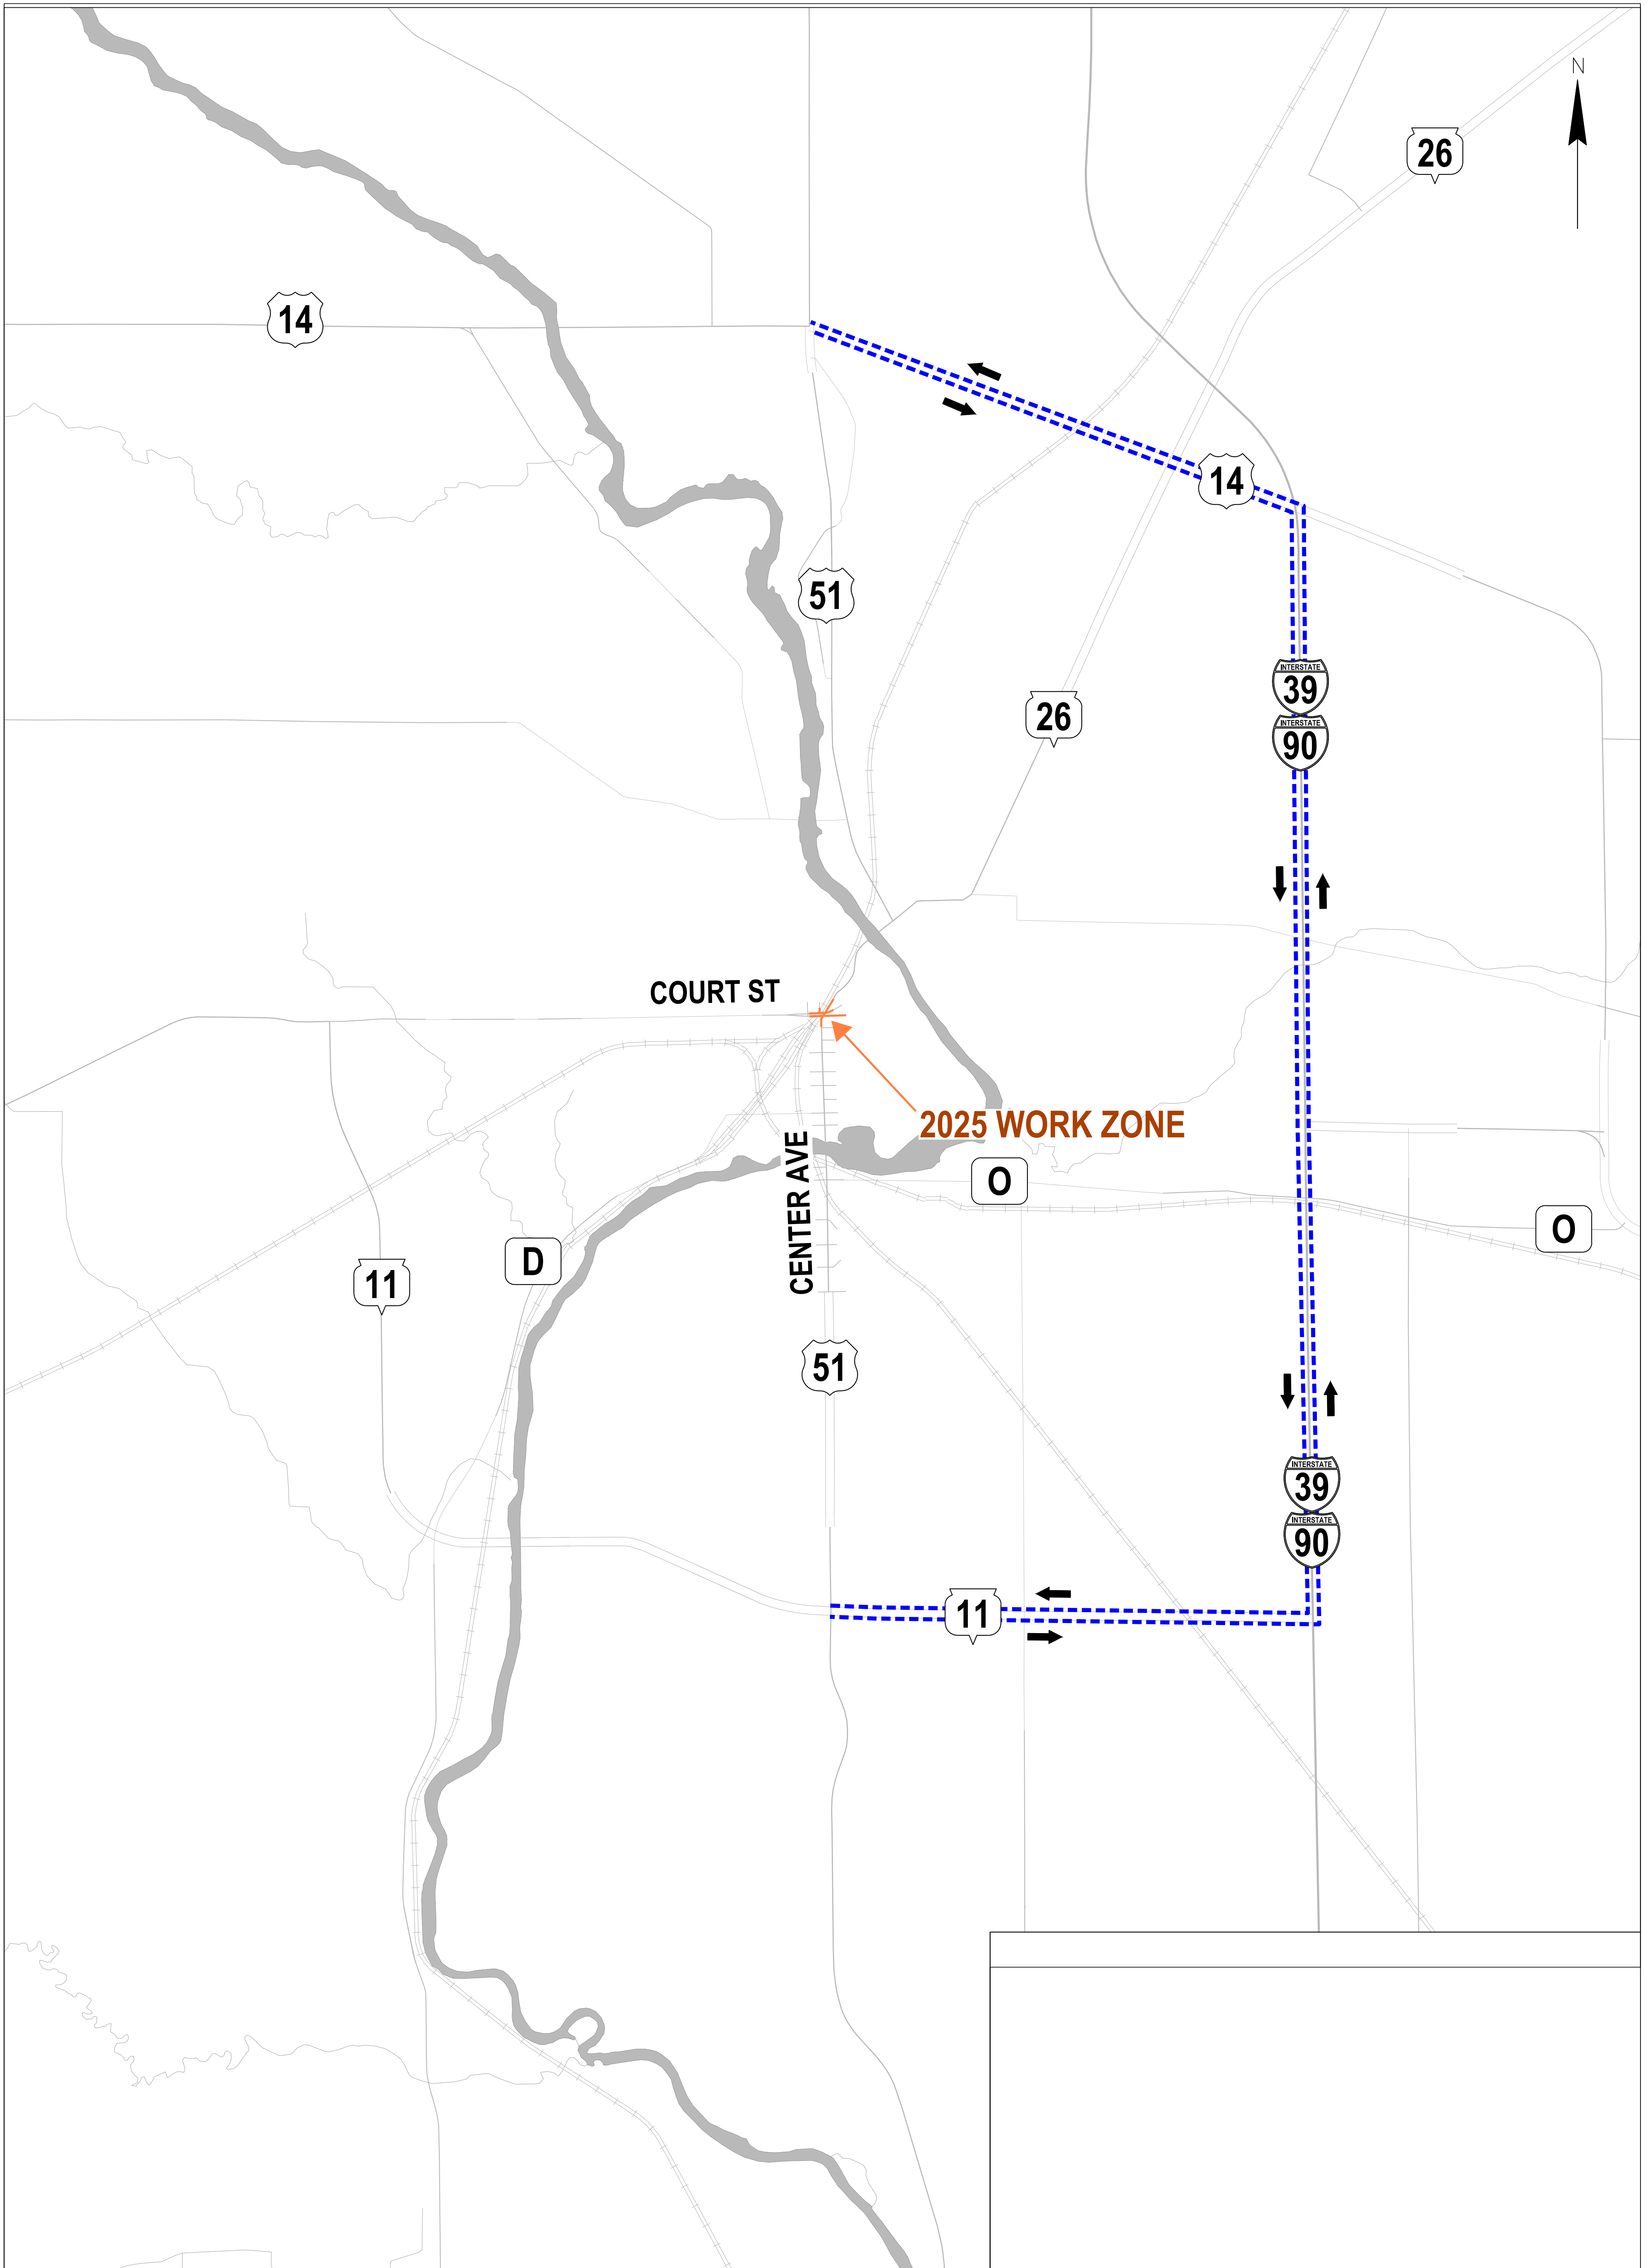 N
26
14
14
51
INTERSTATE
39
INTERSTATE
90
26
COURT ST
2025 WORK ZONE
CENTER AVE
O
O
D
11
51
INTERSTATE
39
INTERSTATE
90
11